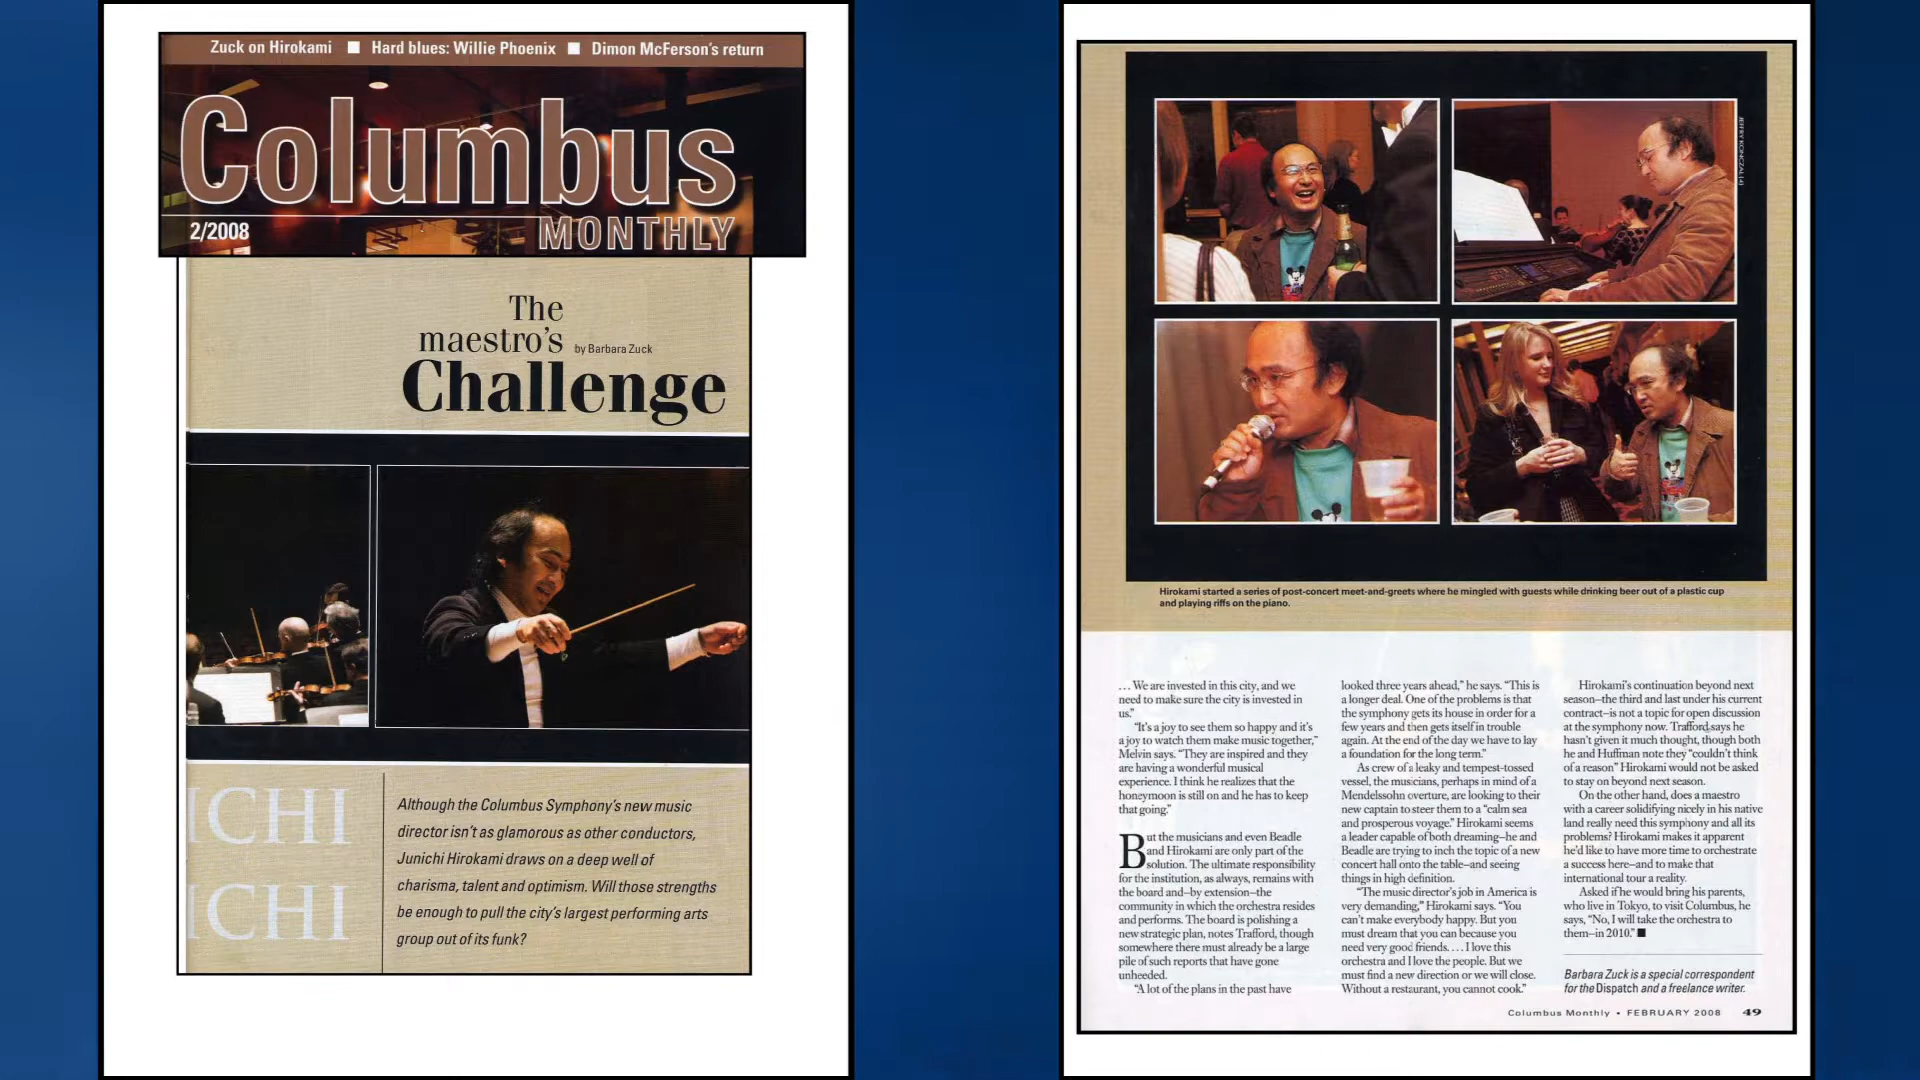 Zuck on Hirokami ■ Hard blues: Willie Phoenix ■ Dimon McFerson's return
Columbus
2/2008
MONTHLY
The
maestro's by Barbara Zuck
Challenge
ICHI
ICHI
Although the Columbus Symphony's new music
director isn't as glamorous as other conductors,
Junichi Hirokami draws on a deep well of
charisma, talent and optimism. Will those strengths
be enough to pull the city's largest performing arts
group out of its funk?
JEFFRY KONCZAL (4)
Hirokami started a series of post-concert meet-and-greets where he mingled with guests while drinking beer out of a plastic cup
and playing riffs on the piano.
... We are invested in this city, and we
need to make sure the city is invested in
us."
"It's a joy to see them so happy and it's
a joy to watch them make music together,"
Melvin says. "They are inspired and they
are having a wonderful musical
experience. I think he realizes that the
honeymoon is still on and he has to keep
that going."
But the musicians and even Beadle
and Hirokami are only part of the
solution. The ultimate responsibility
for the institution, as always, remains with
the board and–by extension–the
community in which the orchestra resides
and performs. The board is polishing a
new strategic plan, notes Trafford, though
somewhere there must already be a large
pile of such reports that have gone
unheeded.
"A lot of the plans in the past have
looked three years ahead," he says. "This is
a longer deal. One of the problems is that
the symphony gets its house in order for a
few years and then gets itself in trouble
again. At the end of the day we have to lay
a foundation for the long term."
As crew of a leaky and tempest-tossed
vessel, the musicians, perhaps in mind of a
Mendelssohn overture, are looking to their
new captain to steer them to a "calm sea
and prosperous voyage." Hirokami seems
a leader capable of both dreaming–he and
Beadle are trying to inch the topic of a new
concert hall onto the table–and seeing
things in high definition.
"The music director's job in America is
very demanding," Hirokami says. "You
can't make everybody happy. But you
must dream that you can because you
need very good friends. . . . I love this
orchestra and I love the people. But we
must find a new direction or we will close.
Without a restaurant, you cannot cook."
Hirokami's continuation beyond next
season–the third and last under his current
contract–is not a topic for open discussion
at the symphony now. Trafford says he
hasn't given it much thought, though both
he and Huffman note they "couldn't think
of a reason" Hirokami would not be asked
to stay on beyond next season.
On the other hand, does a maestro
with a career solidifying nicely in his native
land really need this symphony and all its
problems? Hirokami makes it apparent
he'd like to have more time to orchestrate
a success here–and to make that
international tour a reality.
Asked if he would bring his parents,
who live in Tokyo, to visit Columbus, he
says, "No, I will take the orchestra to
them–in 2010." ■
Barbara Zuck is a special correspondent
for the Dispatch and a freelance writer.
Columbus Monthly • FEBRUARY 2008 49